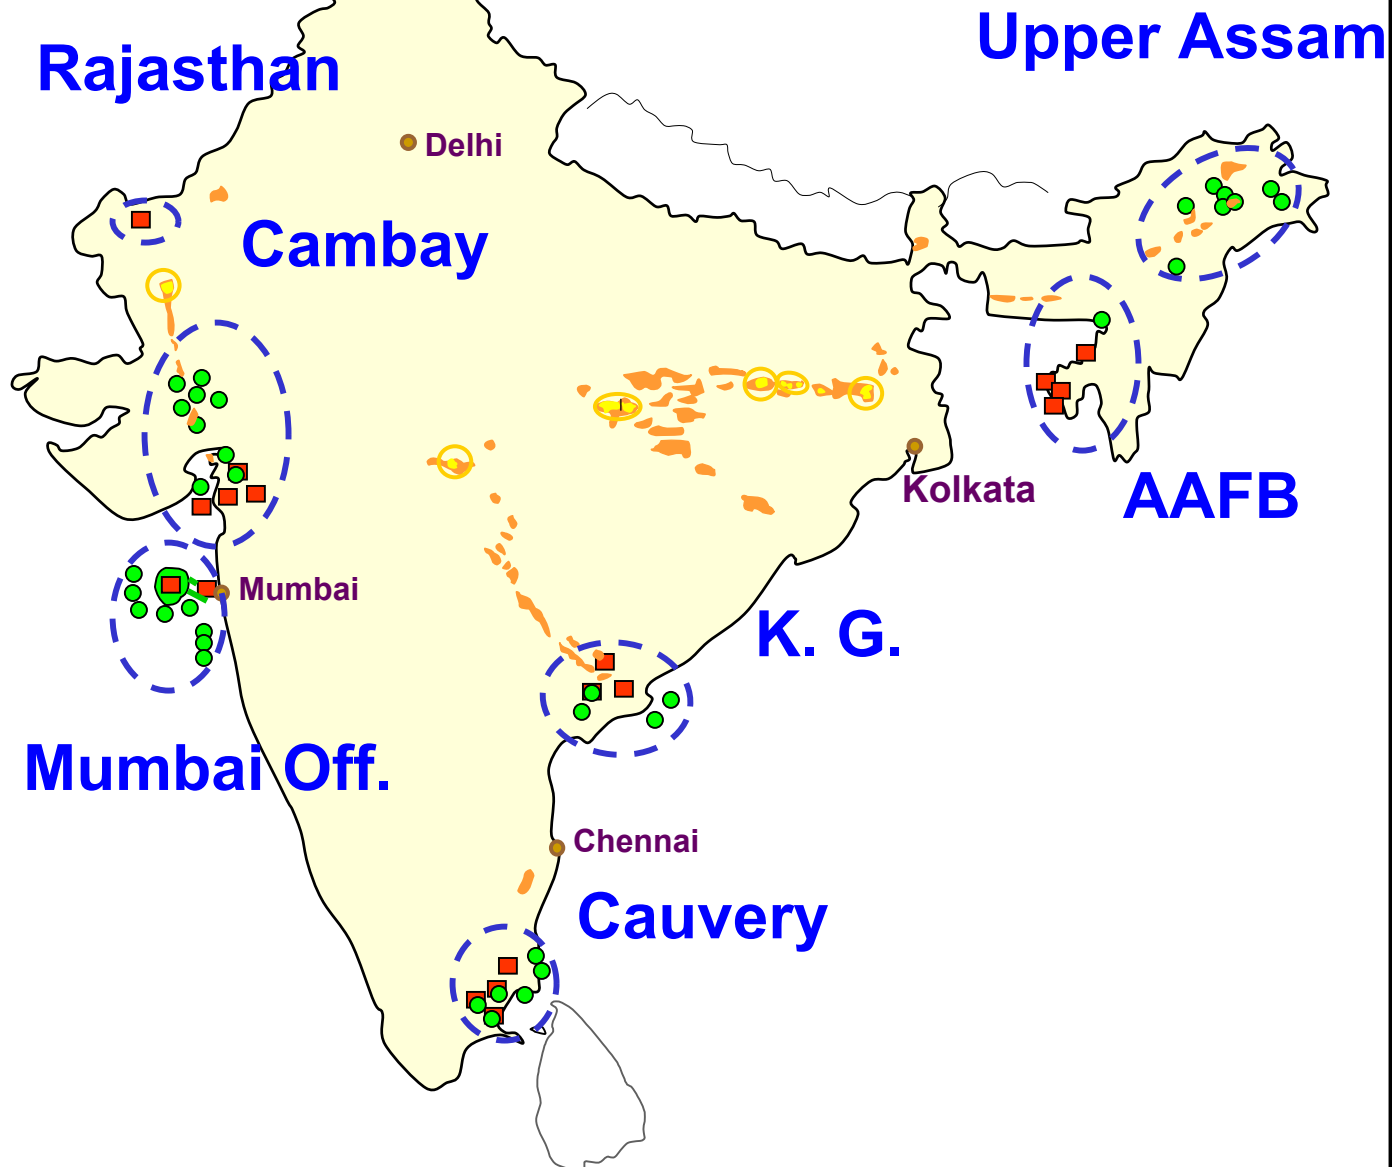 Upper Assam
Rajasthan
Delhi
Cambay
Kolkata
AAFB
Mumbai
K. G.
Mumbai Off.
Chennai
Cauvery